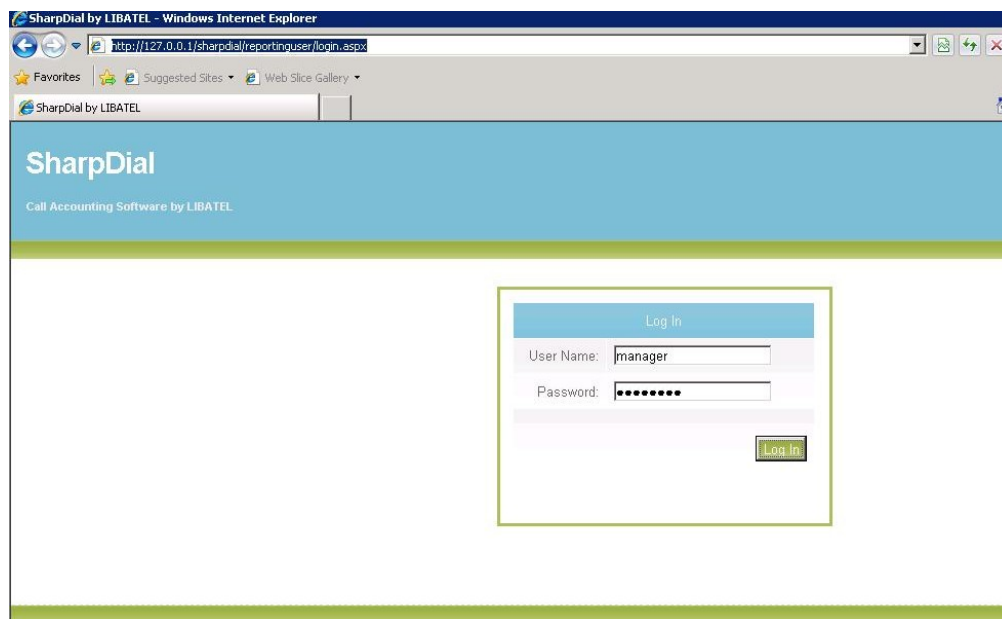 SharpDial by LIBATEL - Windows Internet Explorer
http://127.0.0.1/sharpdial/reportinguser/login.aspx
Favorites Suggested Sites Web Slice Gallery
SharpDial by LIBATEL
SharpDial
Call Accounting Software by LIBATEL
Log In
User Name: manager
Password: ●●●●●●●●
Log In